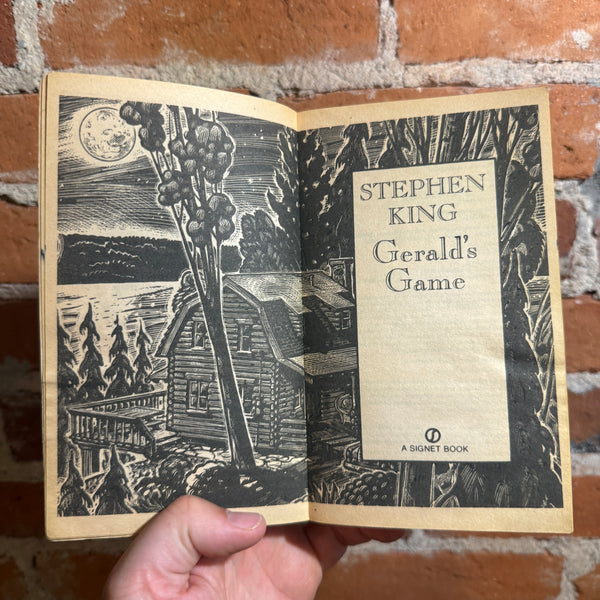 STEPHEN
KING
Gerald's
Game
A SIGNET BOOK